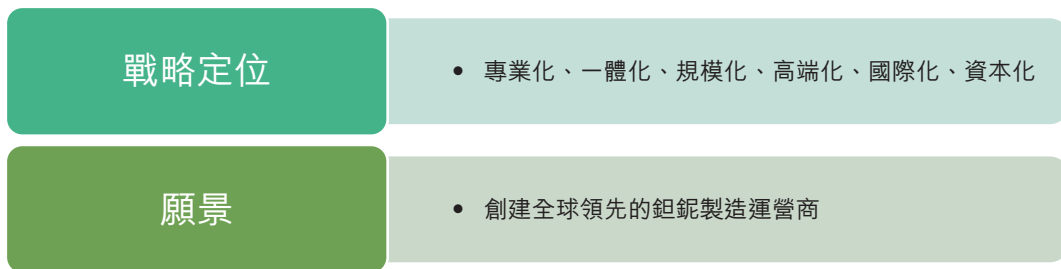 戰略定位
• 專業化、一體化、規模化、高端化、國際化、資本化
願景
• 創建全球領先的鉭鈮製造運營商